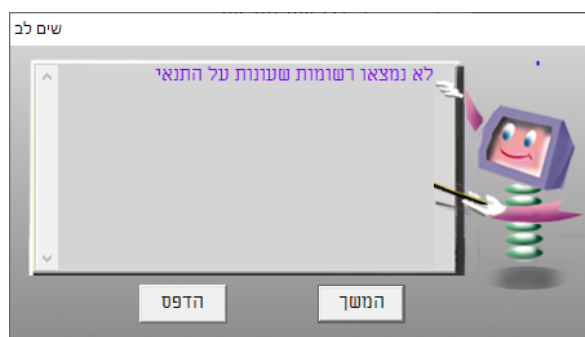 שים לב
לא נמצאו רשומות שעונות על התנאי
המשך
הדפס